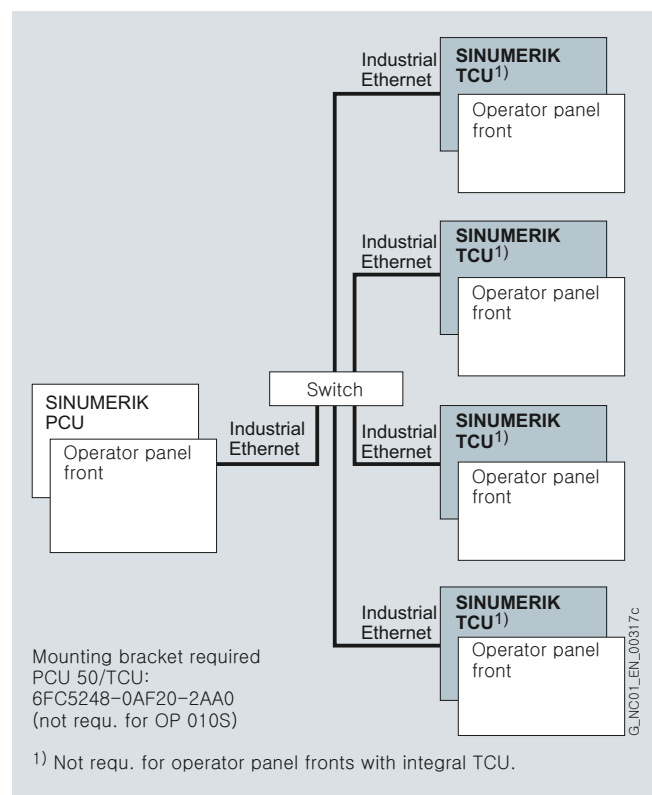 Industrial
Ethernet
SINUMERIK
TCU1)
Operator panel
front
Industrial
Ethernet
SINUMERIK
TCU1)
Operator panel
front
Switch
SINUMERIK
PCU
Operator panel
front
Industrial
Ethernet
Industrial
Ethernet
SINUMERIK
TCU1)
Operator panel
front
Industrial
Ethernet
SINUMERIK
TCU1)
Operator panel
front
Mounting bracket required
PCU 50/TCU:
6FC5248-0AF20-2AA0
(not requ. for OP 010S)
1) Not requ. for operator panel fronts with integral TCU.
G_NC01_EN_00317c